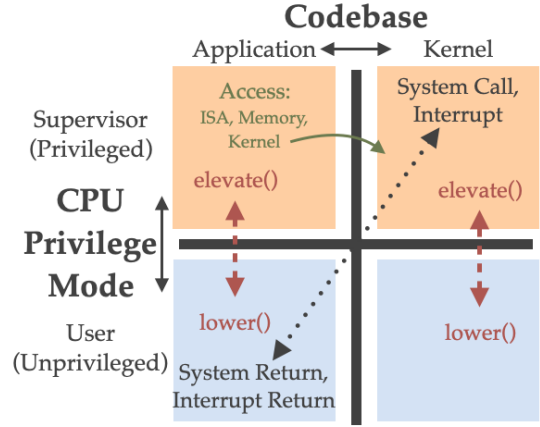 Codebase
Application
Kernel
Access:
ISA, Memory,
Kernel
System Call,
Interrupt
Supervisor
(Privileged)
elevate()
elevate()
CPU
Privilege
Mode
lower()
lower()
User
(Unprivileged)
System Return,
Interrupt Return